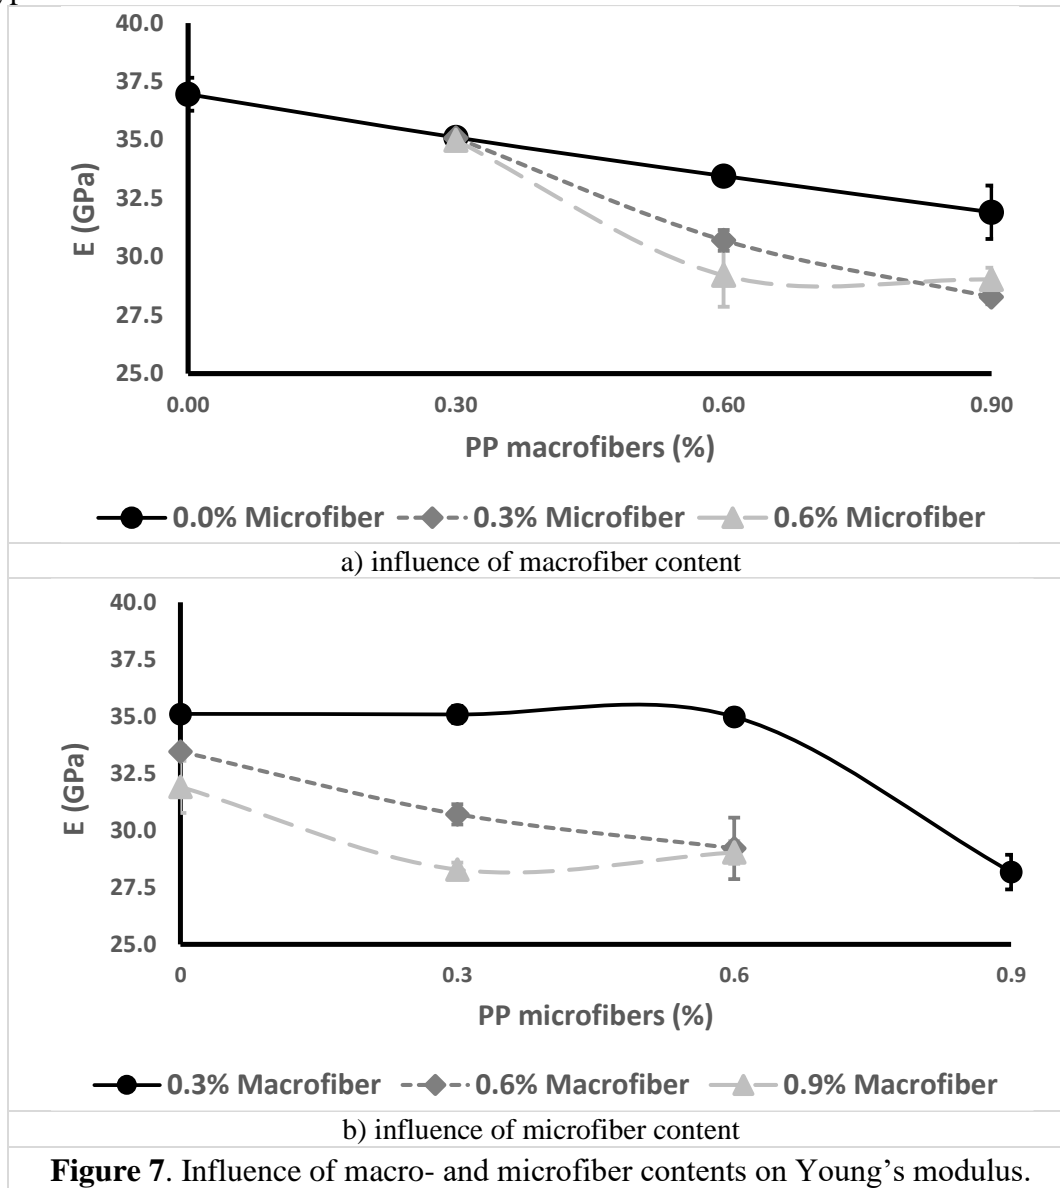 40.0
37.5
35.0
32.5
30.0
27.5
25.0
E (GPa)
0.00 0.30 0.60 0.90
PP macrofibers (%)
0.0% Microfiber 0.3% Microfiber 0.6% Microfiber
a) influence of macrofiber content
40.0
37.5
35.0
32.5
30.0
27.5
25.0
E (GPa)
0 0.3 0.6 0.9
PP microfibers (%)
0.3% Macrofiber 0.6% Macrofiber 0.9% Macrofiber
b) influence of microfiber content
Figure 7. Influence of macro- and microfiber contents on Young’s modulus.